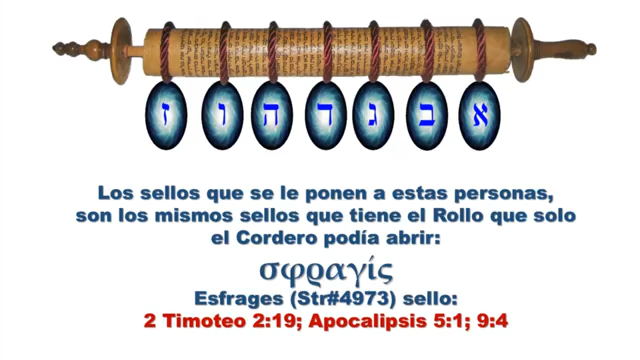 א ב ג ד ה ו ז
Los sellos que se le ponen a estas personas,
son los mismos sellos que tiene el Rollo que solo
el Cordero podía abrir:
σφραγίς
Esfrages (Str#4973) sello:
2 Timoteo 2:19; Apocalipsis 5:1; 9:4